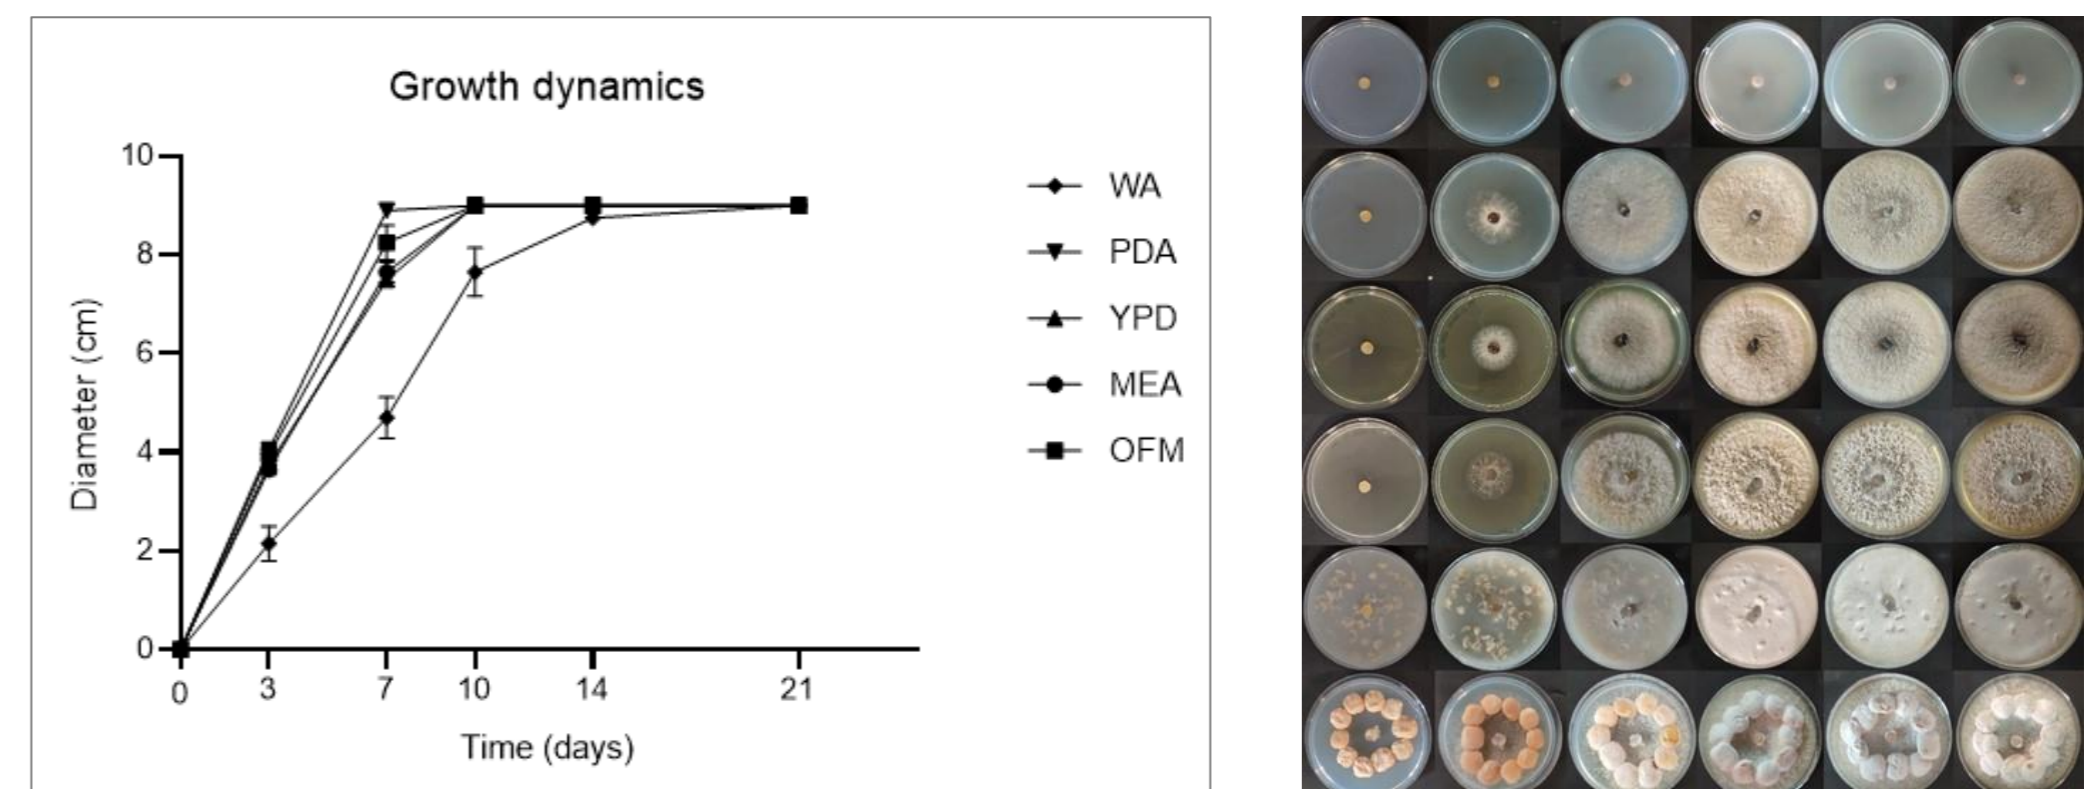 Growth dynamics
10
8
6
4
2
0
Diameter (cm)
0 3 7 10 14 21
Time (days)
WA
PDA
YPD
MEA
OFM